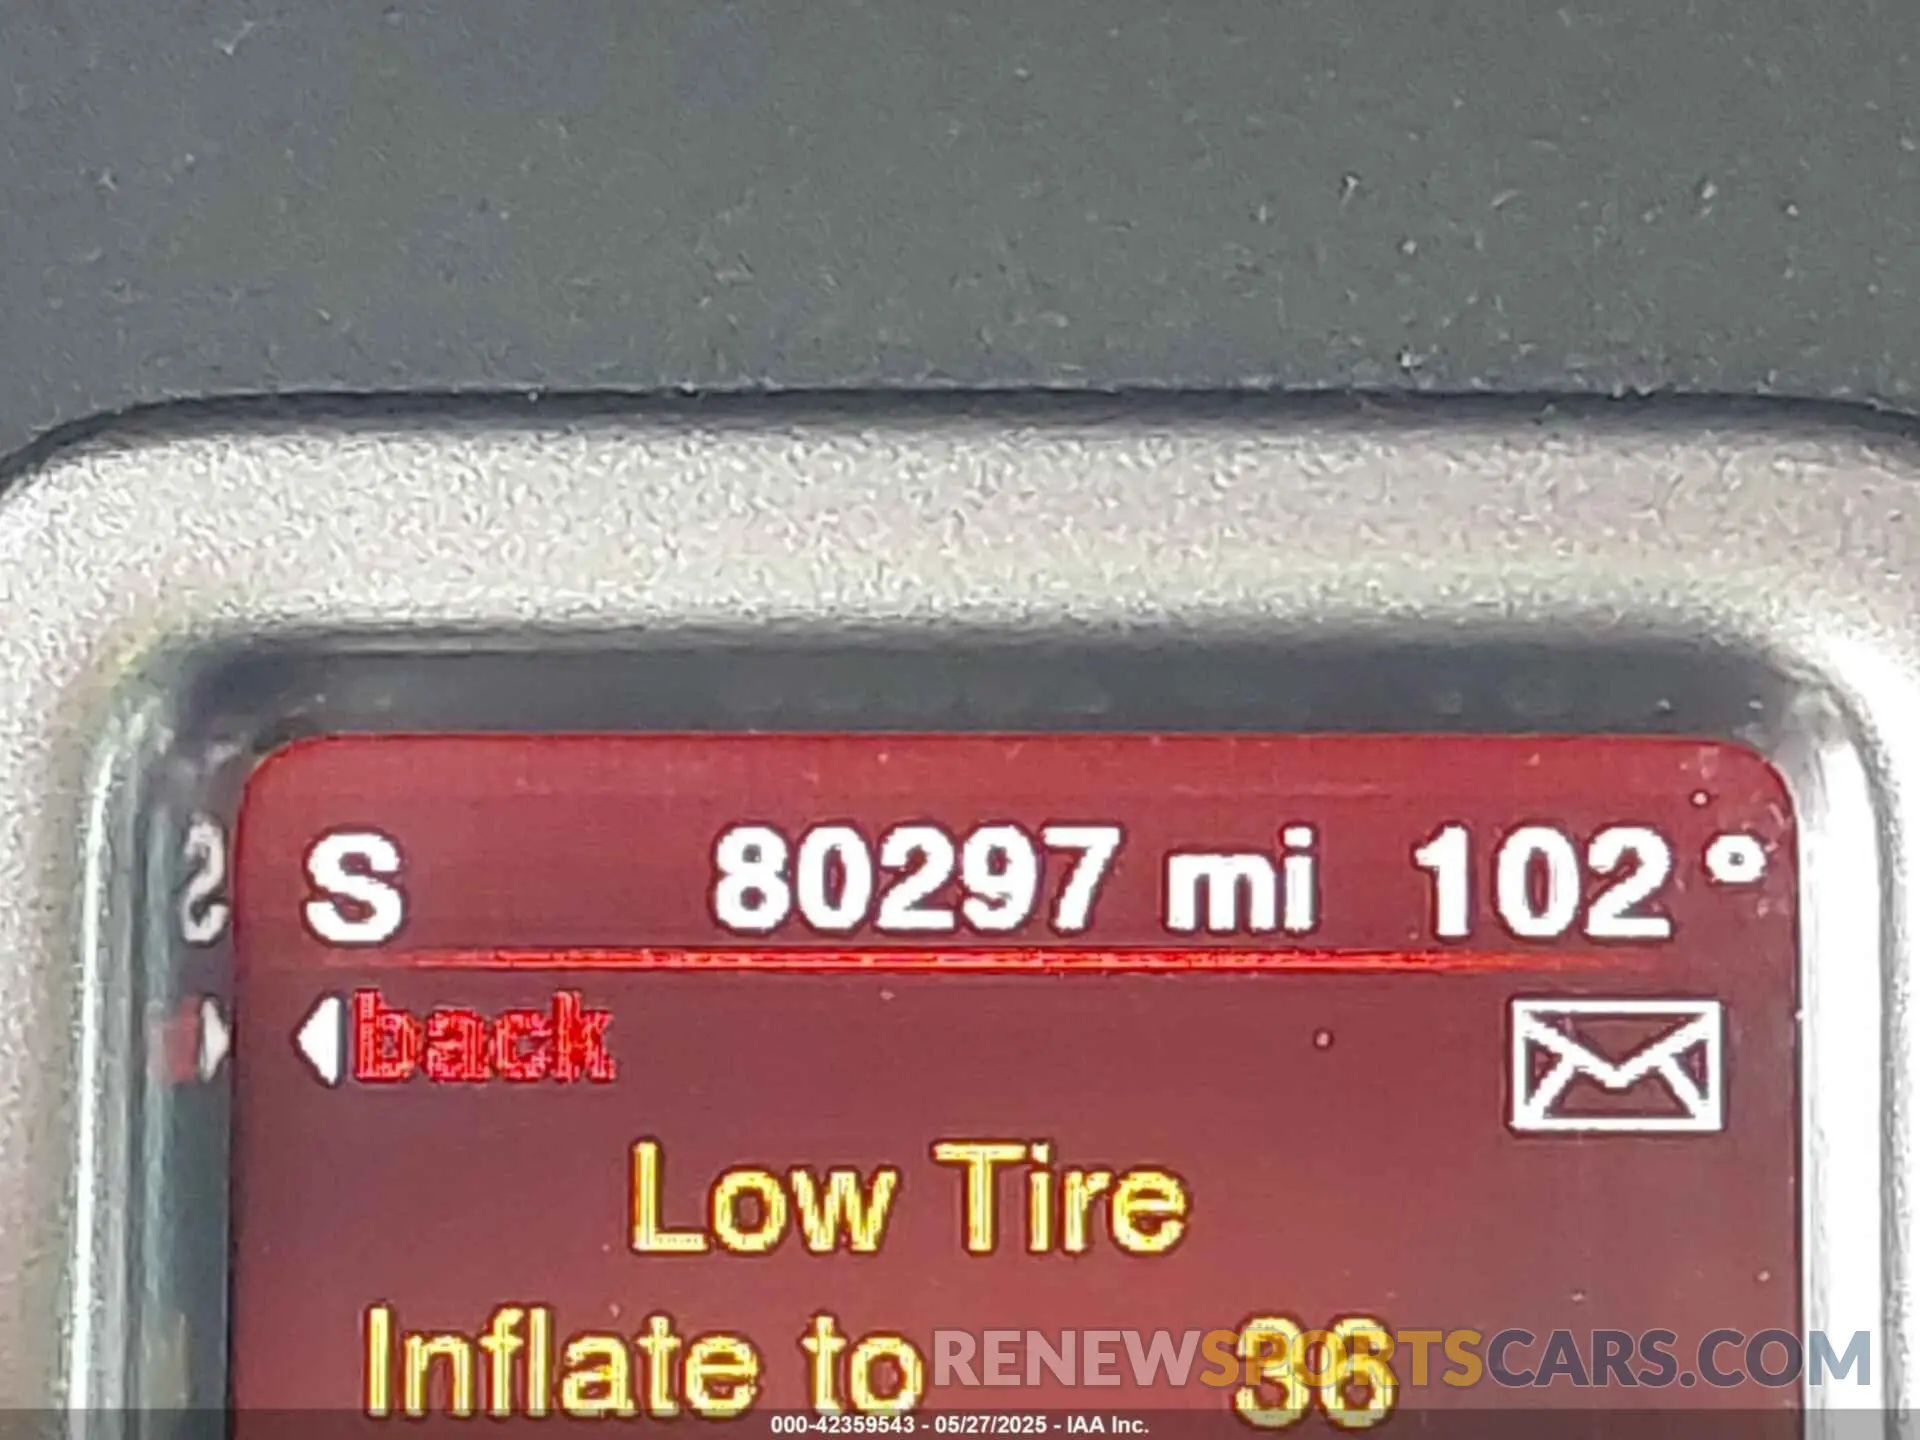 S 80297 mi 102°
back
Low Tire
Inflate to 36
RENEWSPORTSCARS.COM
000-42359543 - 05/27/2025 - IAA Inc.